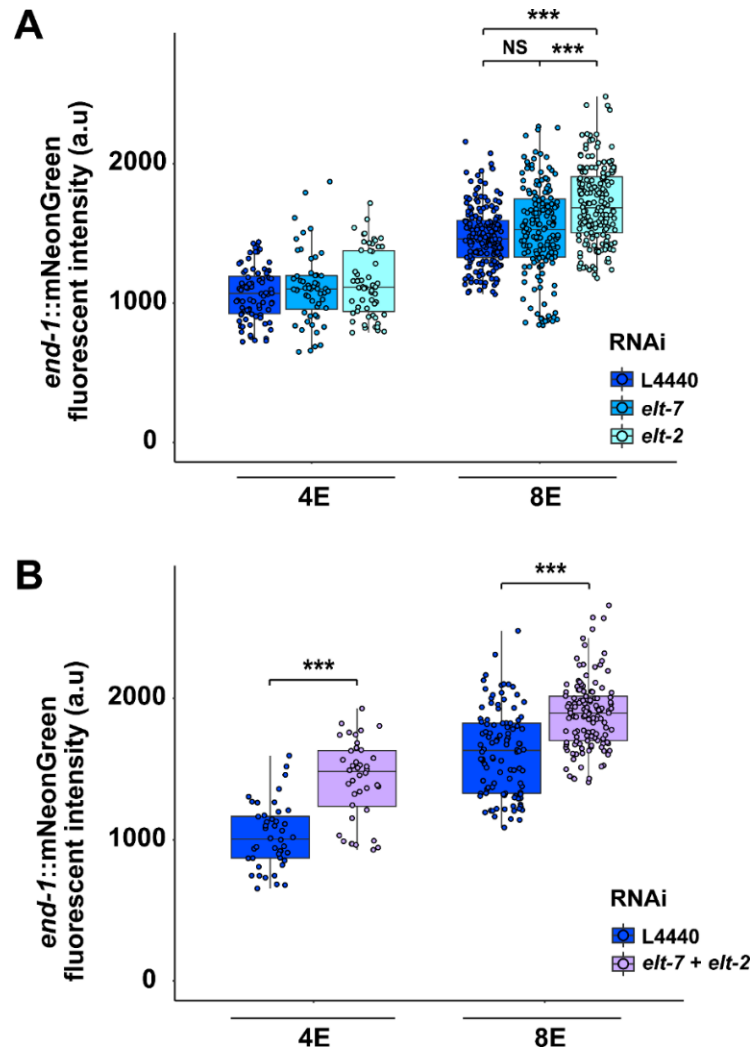 A
end-1::mNeonGreen
fluorescent intensity (a.u)
2000
1000
0
***
NS
***
RNAi
L4440
elt-7
elt-2
4E
8E
B
end-1::mNeonGreen
fluorescent intensity (a.u)
2000
1000
0
***
***
RNAi
L4440
elt-7 + elt-2
4E
8E